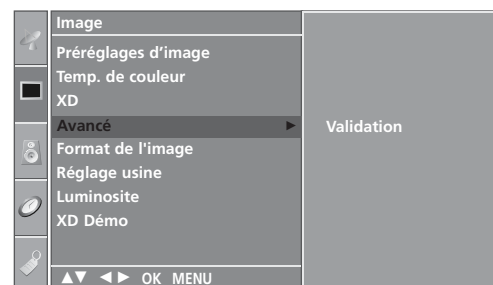 Image
Préréglages d’image
Temp. de couleur
XD
Avancé ►
Validation
Format de l'image
Réglage usine
Luminosite
XD Démo
▲▼ ◄► OK MENU